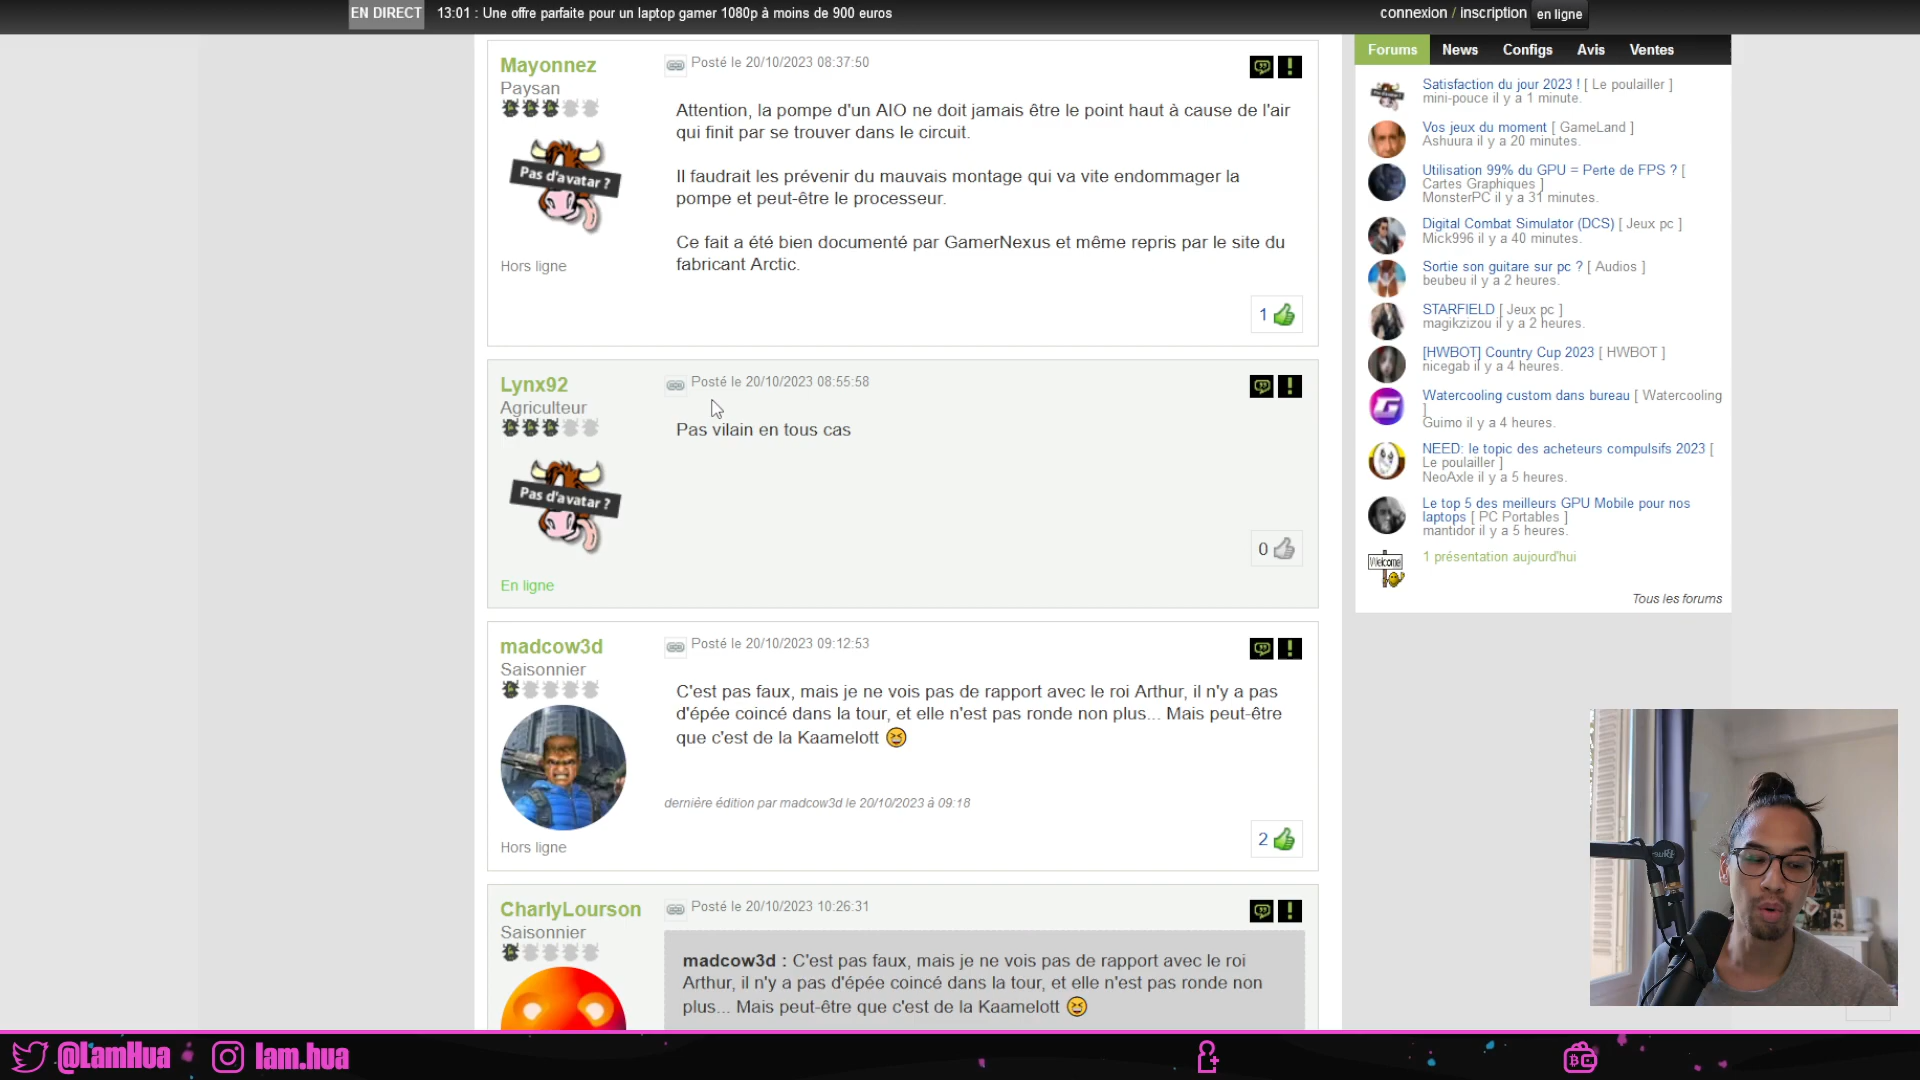 EN DIRECT 13:01 : Une offre parfaite pour un laptop gamer 1080p à moins de 900 euros
connexion / inscription en ligne
Mayonnez
Paysan
Pas d'avatar ?
Hors ligne
Posté le 20/10/2023 08:37:50
Attention, la pompe d'un AIO ne doit jamais être le point haut à cause de l'air
qui finit par se trouver dans le circuit.
Il faudrait les prévenir du mauvais montage qui va vite endommager la
pompe et peut-être le processeur.
Ce fait a été bien documenté par GamerNexus et même repris par le site du
fabricant Arctic.
1
Lynx92
Agriculteur
Pas d'avatar ?
En ligne
Posté le 20/10/2023 08:55:58
Pas vilain en tous cas
0
madcow3d
Saisonnier
Hors ligne
Posté le 20/10/2023 09:12:53
C'est pas faux, mais je ne vois pas de rapport avec le roi Arthur, il n'y a pas
d'épée coincé dans la tour, et elle n'est pas ronde non plus... Mais peut-être
que c'est de la Kaamelott
dernière édition par madcow3d le 20/10/2023 à 09:18
2
CharlyLourson
Saisonnier
Posté le 20/10/2023 10:26:31
madcow3d : C'est pas faux, mais je ne vois pas de rapport avec le roi
Arthur, il n'y a pas d'épée coincé dans la tour, et elle n'est pas ronde non
plus... Mais peut-être que c'est de la Kaamelott
Forums News Configs Avis Ventes
Satisfaction du jour 2023 ! [ Le poulailler ]
mini-pouce il y a 1 minute.
Vos jeux du moment [ GameLand ]
Ashuura il y a 20 minutes.
Utilisation 99% du GPU = Perte de FPS ? [
Cartes Graphiques ]
MonsterPC il y a 31 minutes.
Digital Combat Simulator (DCS) [ Jeux pc ]
Mick996 il y a 40 minutes.
Sortie son guitare sur pc ? [ Audios ]
beubeu il y a 2 heures.
STARFIELD [ Jeux pc ]
magikzizou il y a 2 heures.
[HWBOT] Country Cup 2023 [ HWBOT ]
nicegab il y a 4 heures.
Watercooling custom dans bureau [ Watercooling
]
Guimo il y a 4 heures.
NEED: le topic des acheteurs compulsifs 2023 [
Le poulailler ]
NeoAxle il y a 5 heures.
Le top 5 des meilleurs GPU Mobile pour nos
laptops [ PC Portables ]
mantidor il y a 5 heures.
Welcome
1 présentation aujourd'hui
Tous les forums
@LamHua lam.hua